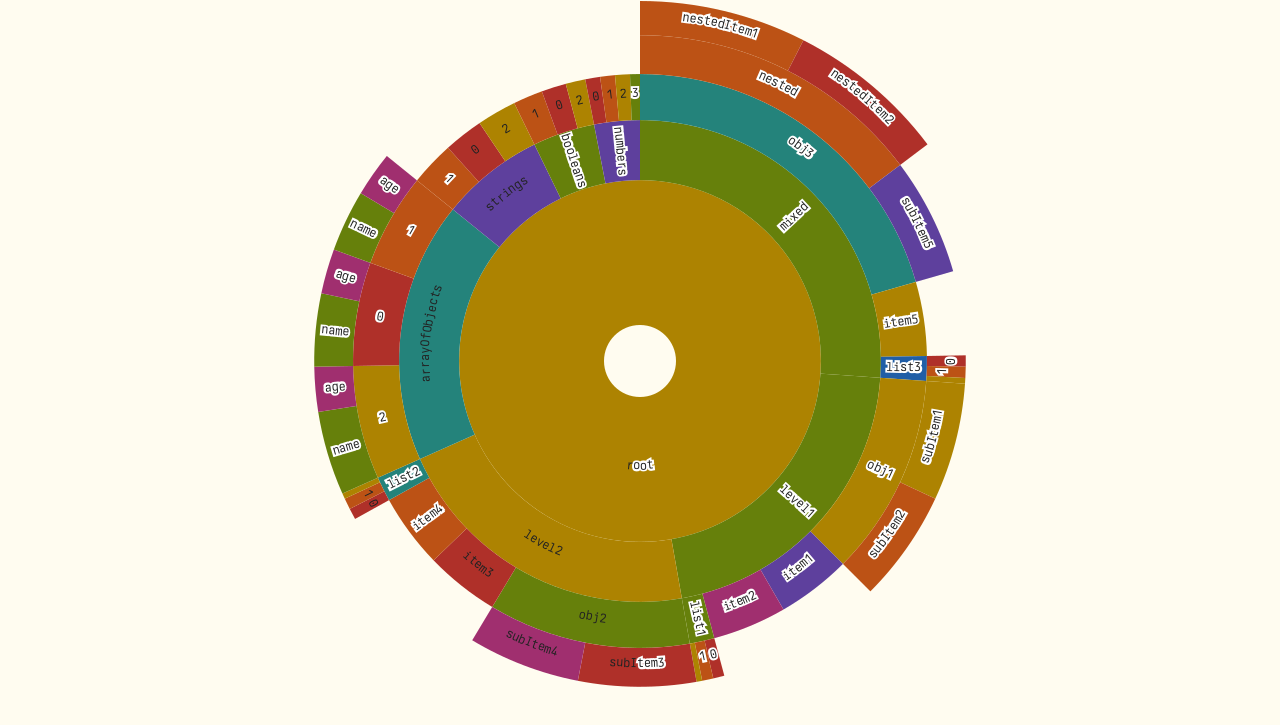 root
mixed
obj3
nested
nestedItem1
nestedItem2
subItem5
item5
list3
0
1
level1
obj1
subItem1
subItem2
item1
item2
list1
0
1
level2
obj2
subItem3
subItem4
item3
item4
list2
0
1
arrayOfObjects
2
name
age
0
name
age
1
name
age
strings
1
0
2
booleans
1
0
2
numbers
0
1
2
3